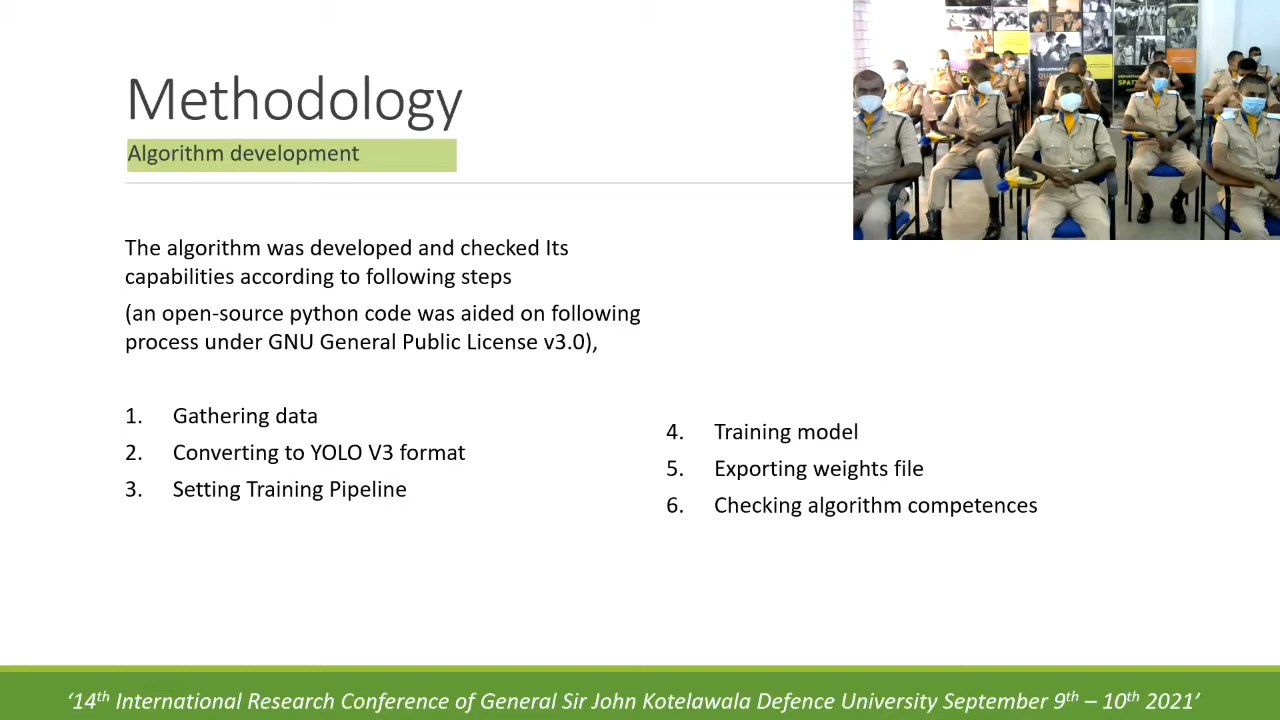 Methodology
Algorithm development
The algorithm was developed and checked Its
capabilities according to following steps
(an open-source python code was aided on following
process under GNU General Public License v3.0),
1. Gathering data
2. Converting to YOLO V3 format
3. Setting Training Pipeline
4. Training model
5. Exporting weights file
6. Checking algorithm competences
‘14th International Research Conference of General Sir John Kotelawala Defence University September 9th – 10th 2021’